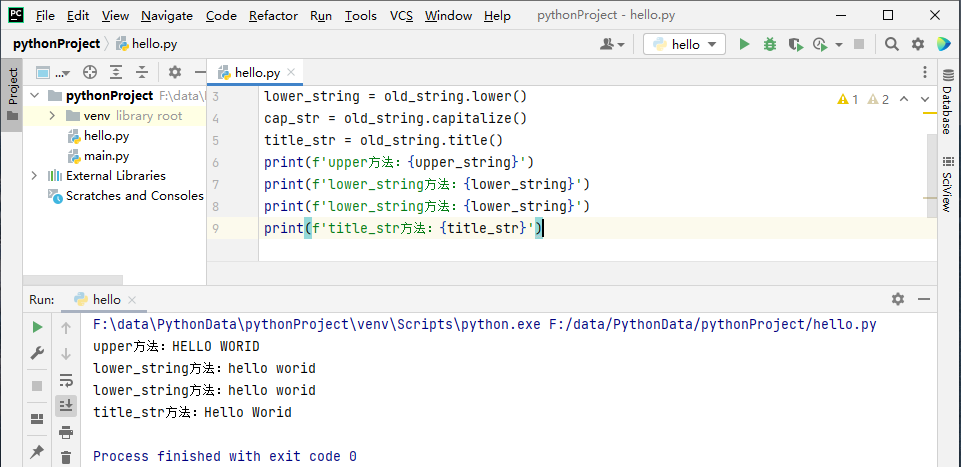 PC File Edit View Navigate Code Refactor Run Tools VCS Window Help pythonProject - hello.py
pythonProject hello.py hello
... hello.py
Project
pythonProject F:\data\
venv library root
hello.py
main.py
External Libraries
Scratches and Consoles
3 lower_string = old_string.lower()
4 cap_str = old_string.capitalize()
5 title_str = old_string.title()
6 print(f'upper方法：{upper_string}')
7 print(f'lower_string方法：{lower_string}')
8 print(f'lower_string方法：{lower_string}')
9 print(f'title_str方法：{title_str}')
1 2
Database
SciView
Run: hello
F:\data\PythonData\pythonProject\venv\Scripts\python.exe F:/data/PythonData/pythonProject/hello.py
upper方法：HELLO WORID
lower_string方法：hello worid
lower_string方法：hello worid
title_str方法：Hello Worid
Process finished with exit code 0